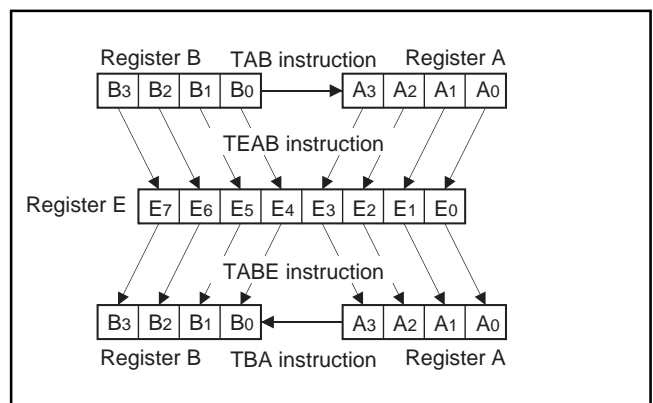 Register B TAB instruction Register A
B3 B2 B1 B0 A3 A2 A1 A0
TEAB instruction
Register E E7 E6 E5 E4 E3 E2 E1 E0
TABE instruction
B3 B2 B1 B0 A3 A2 A1 A0
Register B TBA instruction Register A